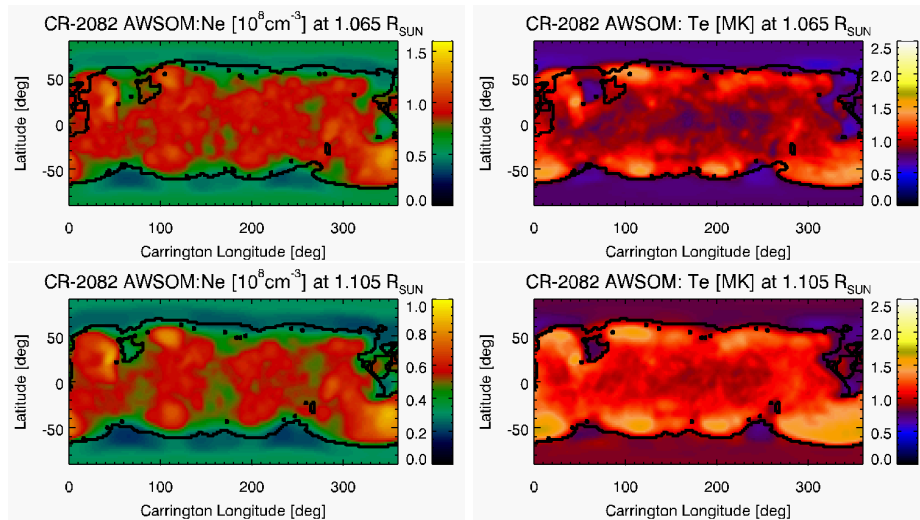 CR-2082 AWSOM:Ne [10⁸cm⁻³] at 1.065 R_SUN
Latitude [deg]
50
0
-50
0 100 200 300
Carrington Longitude [deg]
1.5
1.0
0.5
0.0
CR-2082 AWSOM: Te [MK] at 1.065 R_SUN
Latitude [deg]
50
0
-50
0 100 200 300
Carrington Longitude [deg]
2.5
2.0
1.5
1.0
0.5
0.0
CR-2082 AWSOM:Ne [10⁸cm⁻³] at 1.105 R_SUN
Latitude [deg]
50
0
-50
0 100 200 300
Carrington Longitude [deg]
1.0
0.8
0.6
0.4
0.2
0.0
CR-2082 AWSOM: Te [MK] at 1.105 R_SUN
Latitude [deg]
50
0
-50
0 100 200 300
Carrington Longitude [deg]
2.5
2.0
1.5
1.0
0.5
0.0